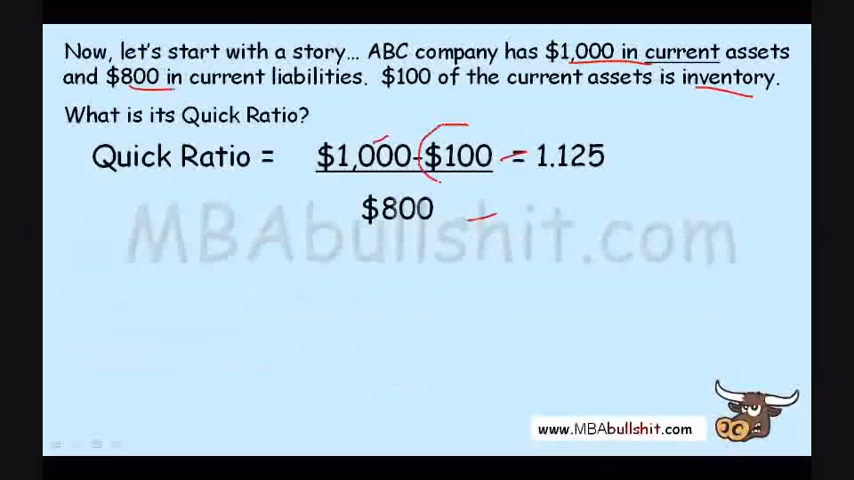 Now, let's start with a story... ABC company has $1,000 in current assets
and $800 in current liabilities. $100 of the current assets is inventory.
What is its Quick Ratio?
Quick Ratio = $1,000-$100 = 1.125
$800
MBAbullshit.com
www.MBAbullshit.com